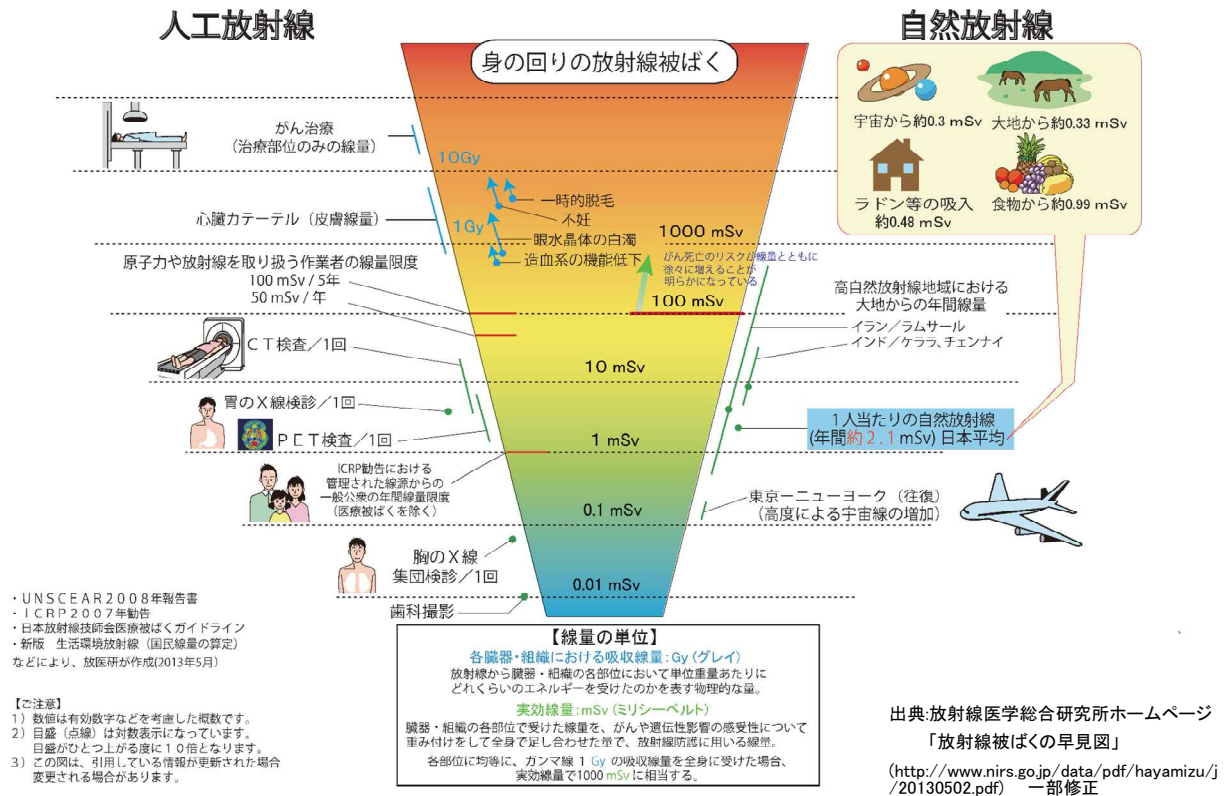 人工放射線
自然放射線
身の回りの放射線被ばく
がん治療
(治療部位のみの線量)
10Gy
心臓カテーテル（皮膚線量）
1Gy
一時的脱毛
不妊
眼水晶体の白濁
造血系の機能低下
原子力や放射線を取り扱う作業者の線量限度
100 mSv / 5年
50 mSv / 年
CT検査／1回
胃のX線検診／1回
PET検査／1回
ICRP勧告における
管理された線源からの
一般公衆の年間線量限度
（医療被ばくを除く）
胸のX線
集団検診／1回
歯科撮影
1000 mSv
がん死亡のリスクが線量とともに
徐々に増えることが
明らかになっている
100 mSv
10 mSv
1 mSv
0.1 mSv
0.01 mSv
宇宙から約0.3 mSv
大地から約0.33 mSv
ラドン等の吸入
約0.48 mSv
食物から約0.99 mSv
高自然放射線地域における
大地からの年間線量
イラン／ラムサール
インド／ケララ、チェンナイ
1人当たりの自然放射線
(年間約2.1mSv) 日本平均
東京ーニューヨーク（往復）
（高度による宇宙線の増加）
・UNSCEAR2008年報告書
・ICRP2007年勧告
・日本放射線技師会医療被ばくガイドライン
・新版　生活環境放射線（国民線量の算定）
などにより、放医研が作成(2013年5月)
【ご注意】
1）数値は有効数字などを考慮した概数です。
2）目盛（点線）は対数表示になっています。
目盛がひとつ上がる度に10倍となります。
3）この図は、引用している情報が更新された場合
変更される場合があります。
【線量の単位】
各臓器・組織における吸収線量：Gy（グレイ）
放射線から臓器・組織の各部位において単位重量あたりに
どれくらいのエネルギーを受けたのかを表す物理的な量。
実効線量：mSv（ミリシーベルト）
臓器・組織の各部位で受けた線量を、がんや遺伝性影響の感受性について
重み付けをして全身で足し合わせた量で、放射線防護に用いる線量。
各部位に均等に、ガンマ線 1 Gy の吸収線量を全身に受けた場合、
実効線量で1000 mSv に相当する。
出典:放射線医学総合研究所ホームページ
「放射線被ばくの早見図」
(http://www.nirs.go.jp/data/pdf/hayamizu/j
/20130502.pdf)　一部修正